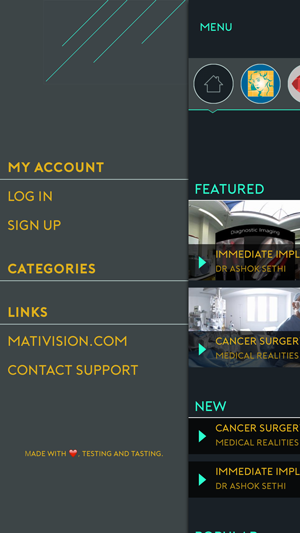 MENU
MY ACCOUNT
LOG IN
SIGN UP
CATEGORIES
LINKS
MATIVISION.COM
CONTACT SUPPORT
MADE WITH ❤️, TESTING AND TASTING.
FEATURED
Diagnostic Imaging
IMMEDIATE IMPL
DR ASHOK SETHI
CANCER SURGER
MEDICAL REALITIES
NEW
CANCER SURGER
MEDICAL REALITIES
IMMEDIATE IMPL
DR ASHOK SETHI